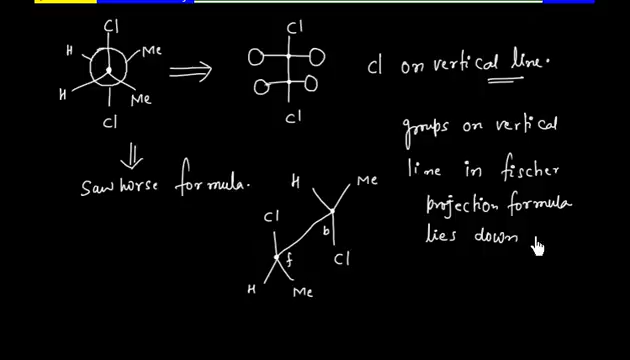 Cl
H
Me
H
Me
Cl
Cl
Cl
Cl on vertical line.
groups on vertical
line in fischer
projection formula
lies down
Sawhorse formula.
H
Me
Cl
b
f
Cl
H
Me